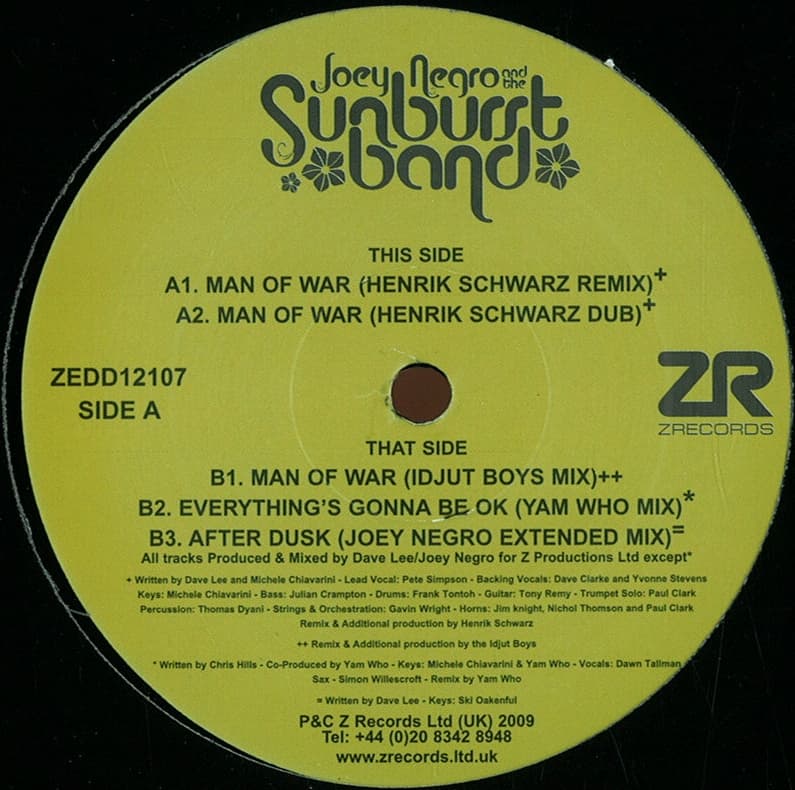 Joey Negro and the
Sunburst
band
THIS SIDE
A1. MAN OF WAR (HENRIK SCHWARZ REMIX)+
A2. MAN OF WAR (HENRIK SCHWARZ DUB)+
ZEDD12107
SIDE A
ZR
ZRECORDS
THAT SIDE
B1. MAN OF WAR (IDJUT BOYS MIX)++
B2. EVERYTHING'S GONNA BE OK (YAM WHO MIX)*
B3. AFTER DUSK (JOEY NEGRO EXTENDED MIX)=
All tracks Produced & Mixed by Dave Lee/Joey Negro for Z Productions Ltd except*
+ Written by Dave Lee and Michele Chiavarini - Lead Vocal: Pete Simpson - Backing Vocals: Dave Clarke and Yvonne Stevens
Keys: Michele Chiavarini - Bass: Julian Crampton - Drums: Frank Tontoh - Guitar: Tony Remy - Trumpet Solo: Paul Clark
Percussion: Thomas Dyani - Strings & Orchestration: Gavin Wright - Horns: Jim knight, Nichol Thomson and Paul Clark
Remix & Additional production by Henrik Schwarz
++ Remix & Additional production by the Idjut Boys
* Written by Chris Hills - Co-Produced by Yam Who - Keys: Michele Chiavarini & Yam Who - Vocals: Dawn Tallman
Sax - Simon Willescroft - Remix by Yam Who
= Written by Dave Lee - Keys: Ski Oakenful
P&C Z Records Ltd (UK) 2009
Tel: +44 (0)20 8342 8948
www.zrecords.ltd.uk